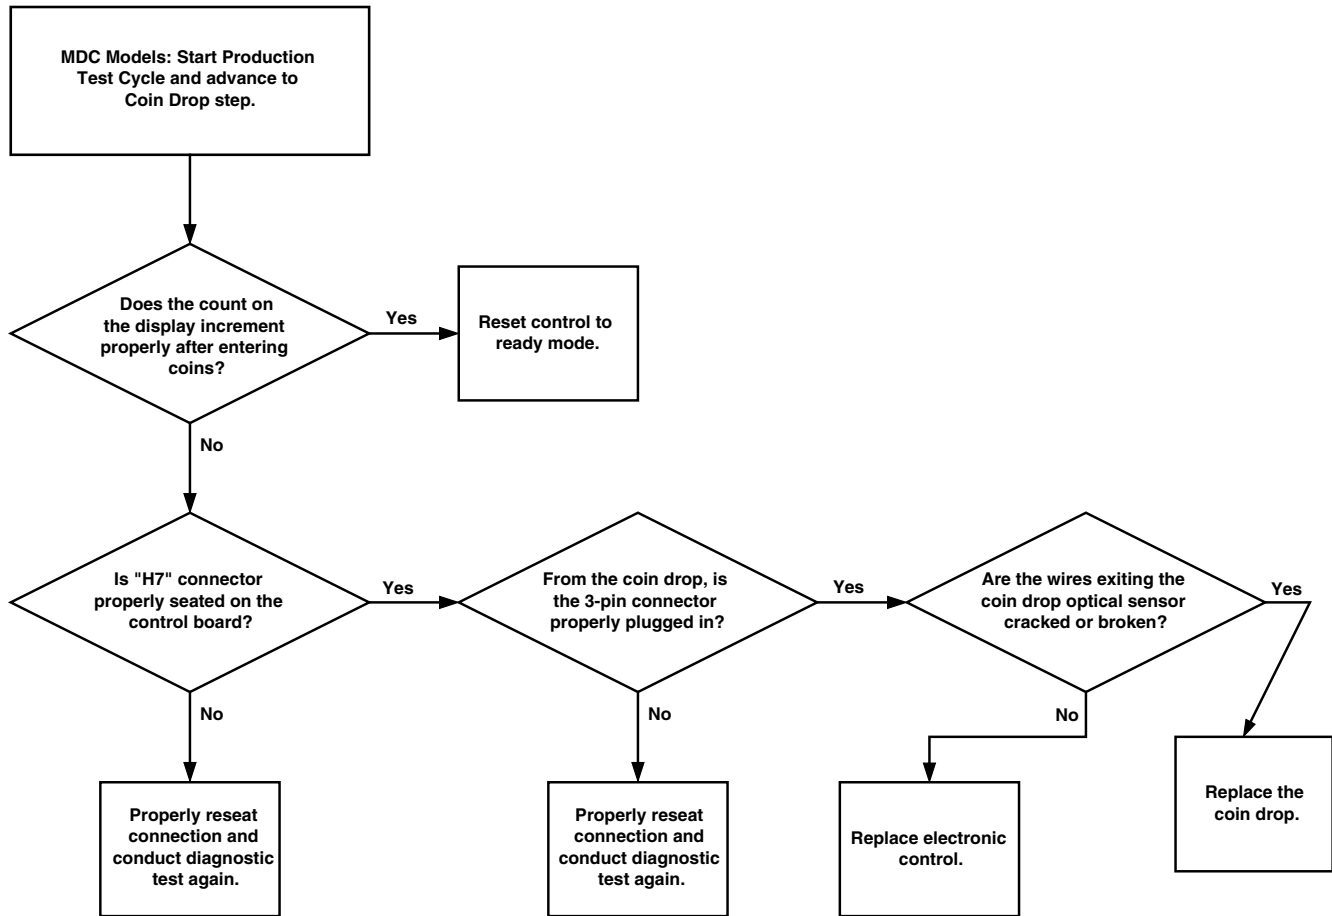 MDC Models: Start Production
Test Cycle and advance to
Coin Drop step.
Does the count on
the display increment
properly after entering
coins?
Yes
Reset control to
ready mode.
No
Is "H7" connector
properly seated on the
control board?
Yes
From the coin drop, is
the 3-pin connector
properly plugged in?
Yes
Are the wires exiting the
coin drop optical sensor
cracked or broken?
Yes
No
No
No
Properly reseat
connection and
conduct diagnostic
test again.
Properly reseat
connection and
conduct diagnostic
test again.
Replace electronic
control.
Replace the
coin drop.